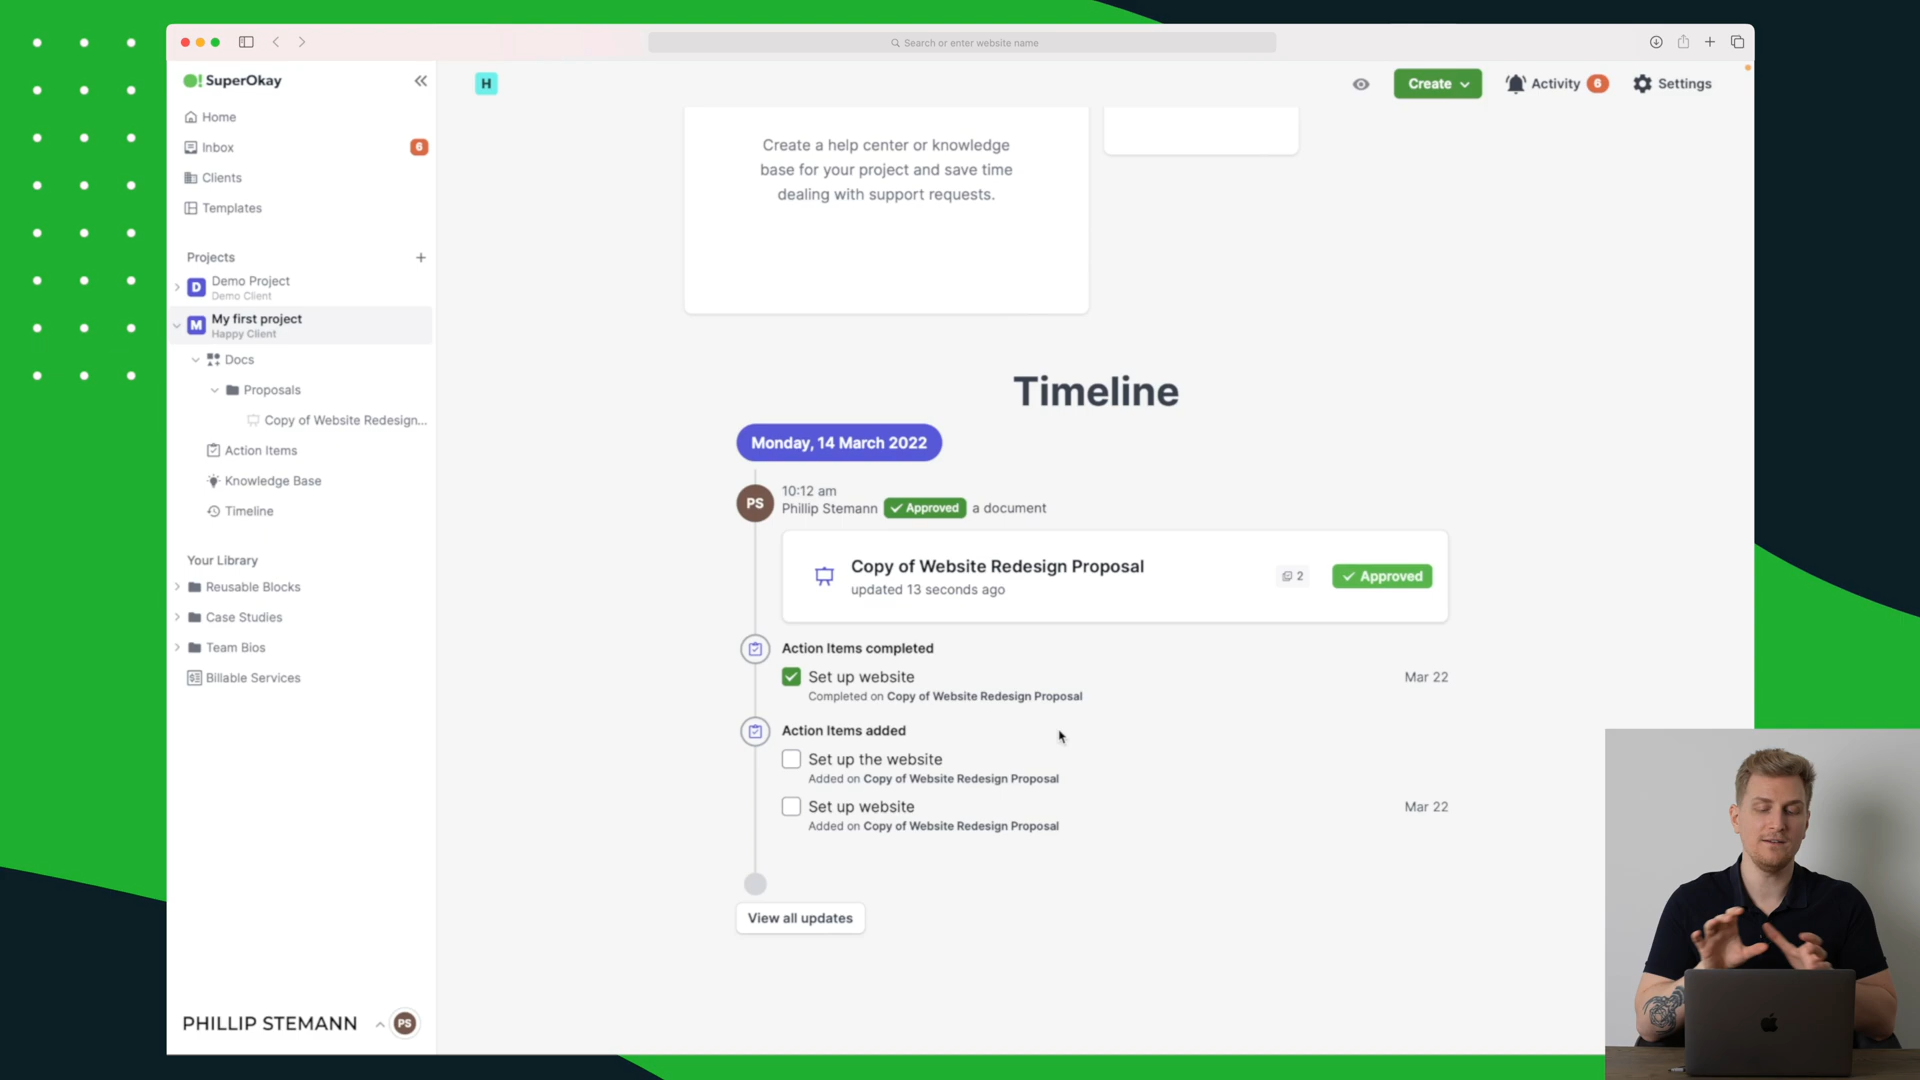 Search or enter website name
SuperOkay
Home
Inbox
6
Clients
Templates
Projects
D
Demo Project
Demo Client
M
My first project
Happy Client
Docs
Proposals
Copy of Website Redesign...
Action Items
Knowledge Base
Timeline
Your Library
Reusable Blocks
Case Studies
Team Bios
Billable Services
PHILLIP STEMANN
PS
H
Create
Activity 6
Settings
Create a help center or knowledge
base for your project and save time
dealing with support requests.
Timeline
Monday, 14 March 2022
PS
10:12 am
Phillip Stemann Approved a document
Copy of Website Redesign Proposal
updated 13 seconds ago
2
Approved
Action Items completed
Set up website
Mar 22
Completed on Copy of Website Redesign Proposal
Action Items added
Set up the website
Added on Copy of Website Redesign Proposal
Set up website
Mar 22
Added on Copy of Website Redesign Proposal
View all updates